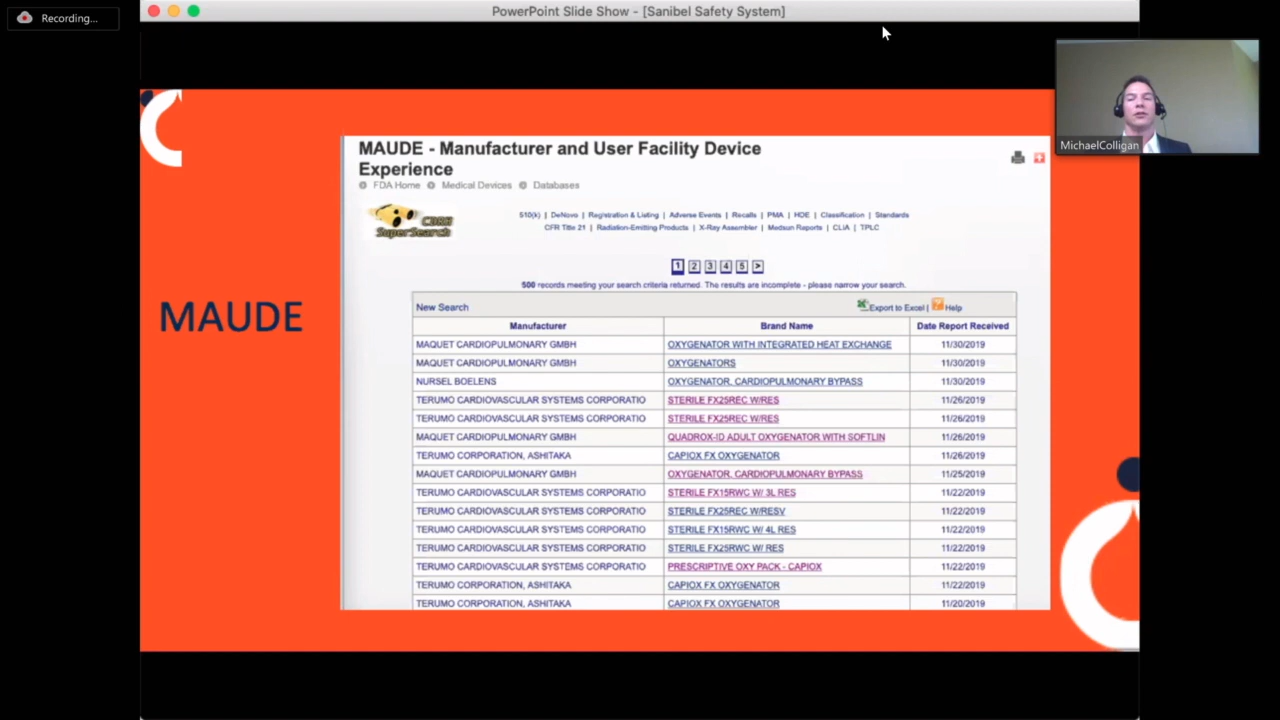 Recording...
PowerPoint Slide Show - [Sanibel Safety System]
MichaelColligan
MAUDE
MAUDE - Manufacturer and User Facility Device
Experience
FDA Home Medical Devices Databases
CDRH
SuperSearch
510(k) | DeNovo | Registration & Listing | Adverse Events | Recalls | PMA | HDE | Classification | Standards
CFR Title 21 | Radiation-Emitting Products | X-Ray Assembler | Medsun Reports | CLIA | TPLC
1 2 3 4 5 >
500 records meeting your search criteria returned. The results are incomplete - please narrow your search.
New Search Export to Excel | Help
Manufacturer Brand Name Date Report Received
MAQUET CARDIOPULMONARY GMBH OXYGENATOR WITH INTEGRATED HEAT EXCHANGE 11/30/2019
MAQUET CARDIOPULMONARY GMBH OXYGENATORS 11/30/2019
NURSEL BOELENS OXYGENATOR, CARDIOPULMONARY BYPASS 11/30/2019
TERUMO CARDIOVASCULAR SYSTEMS CORPORATIO STERILE FX25REC W/RES 11/26/2019
TERUMO CARDIOVASCULAR SYSTEMS CORPORATIO STERILE FX25REC W/RES 11/26/2019
MAQUET CARDIOPULMONARY GMBH QUADROX-ID ADULT OXYGENATOR WITH SOFTLIN 11/26/2019
TERUMO CORPORATION, ASHITAKA CAPIOX FX OXYGENATOR 11/26/2019
MAQUET CARDIOPULMONARY GMBH OXYGENATOR, CARDIOPULMONARY BYPASS 11/25/2019
TERUMO CARDIOVASCULAR SYSTEMS CORPORATIO STERILE FX15RWC W/ 3L RES 11/22/2019
TERUMO CARDIOVASCULAR SYSTEMS CORPORATIO STERILE FX25REC W/RESV 11/22/2019
TERUMO CARDIOVASCULAR SYSTEMS CORPORATIO STERILE FX15RWC W/ 4L RES 11/22/2019
TERUMO CARDIOVASCULAR SYSTEMS CORPORATIO STERILE FX25RWC W/ RES 11/22/2019
TERUMO CARDIOVASCULAR SYSTEMS CORPORATIO PRESCRIPTIVE OXY PACK - CAPIOX 11/22/2019
TERUMO CORPORATION, ASHITAKA CAPIOX FX OXYGENATOR 11/22/2019
TERUMO CORPORATION, ASHITAKA CAPIOX FX OXYGENATOR 11/20/2019